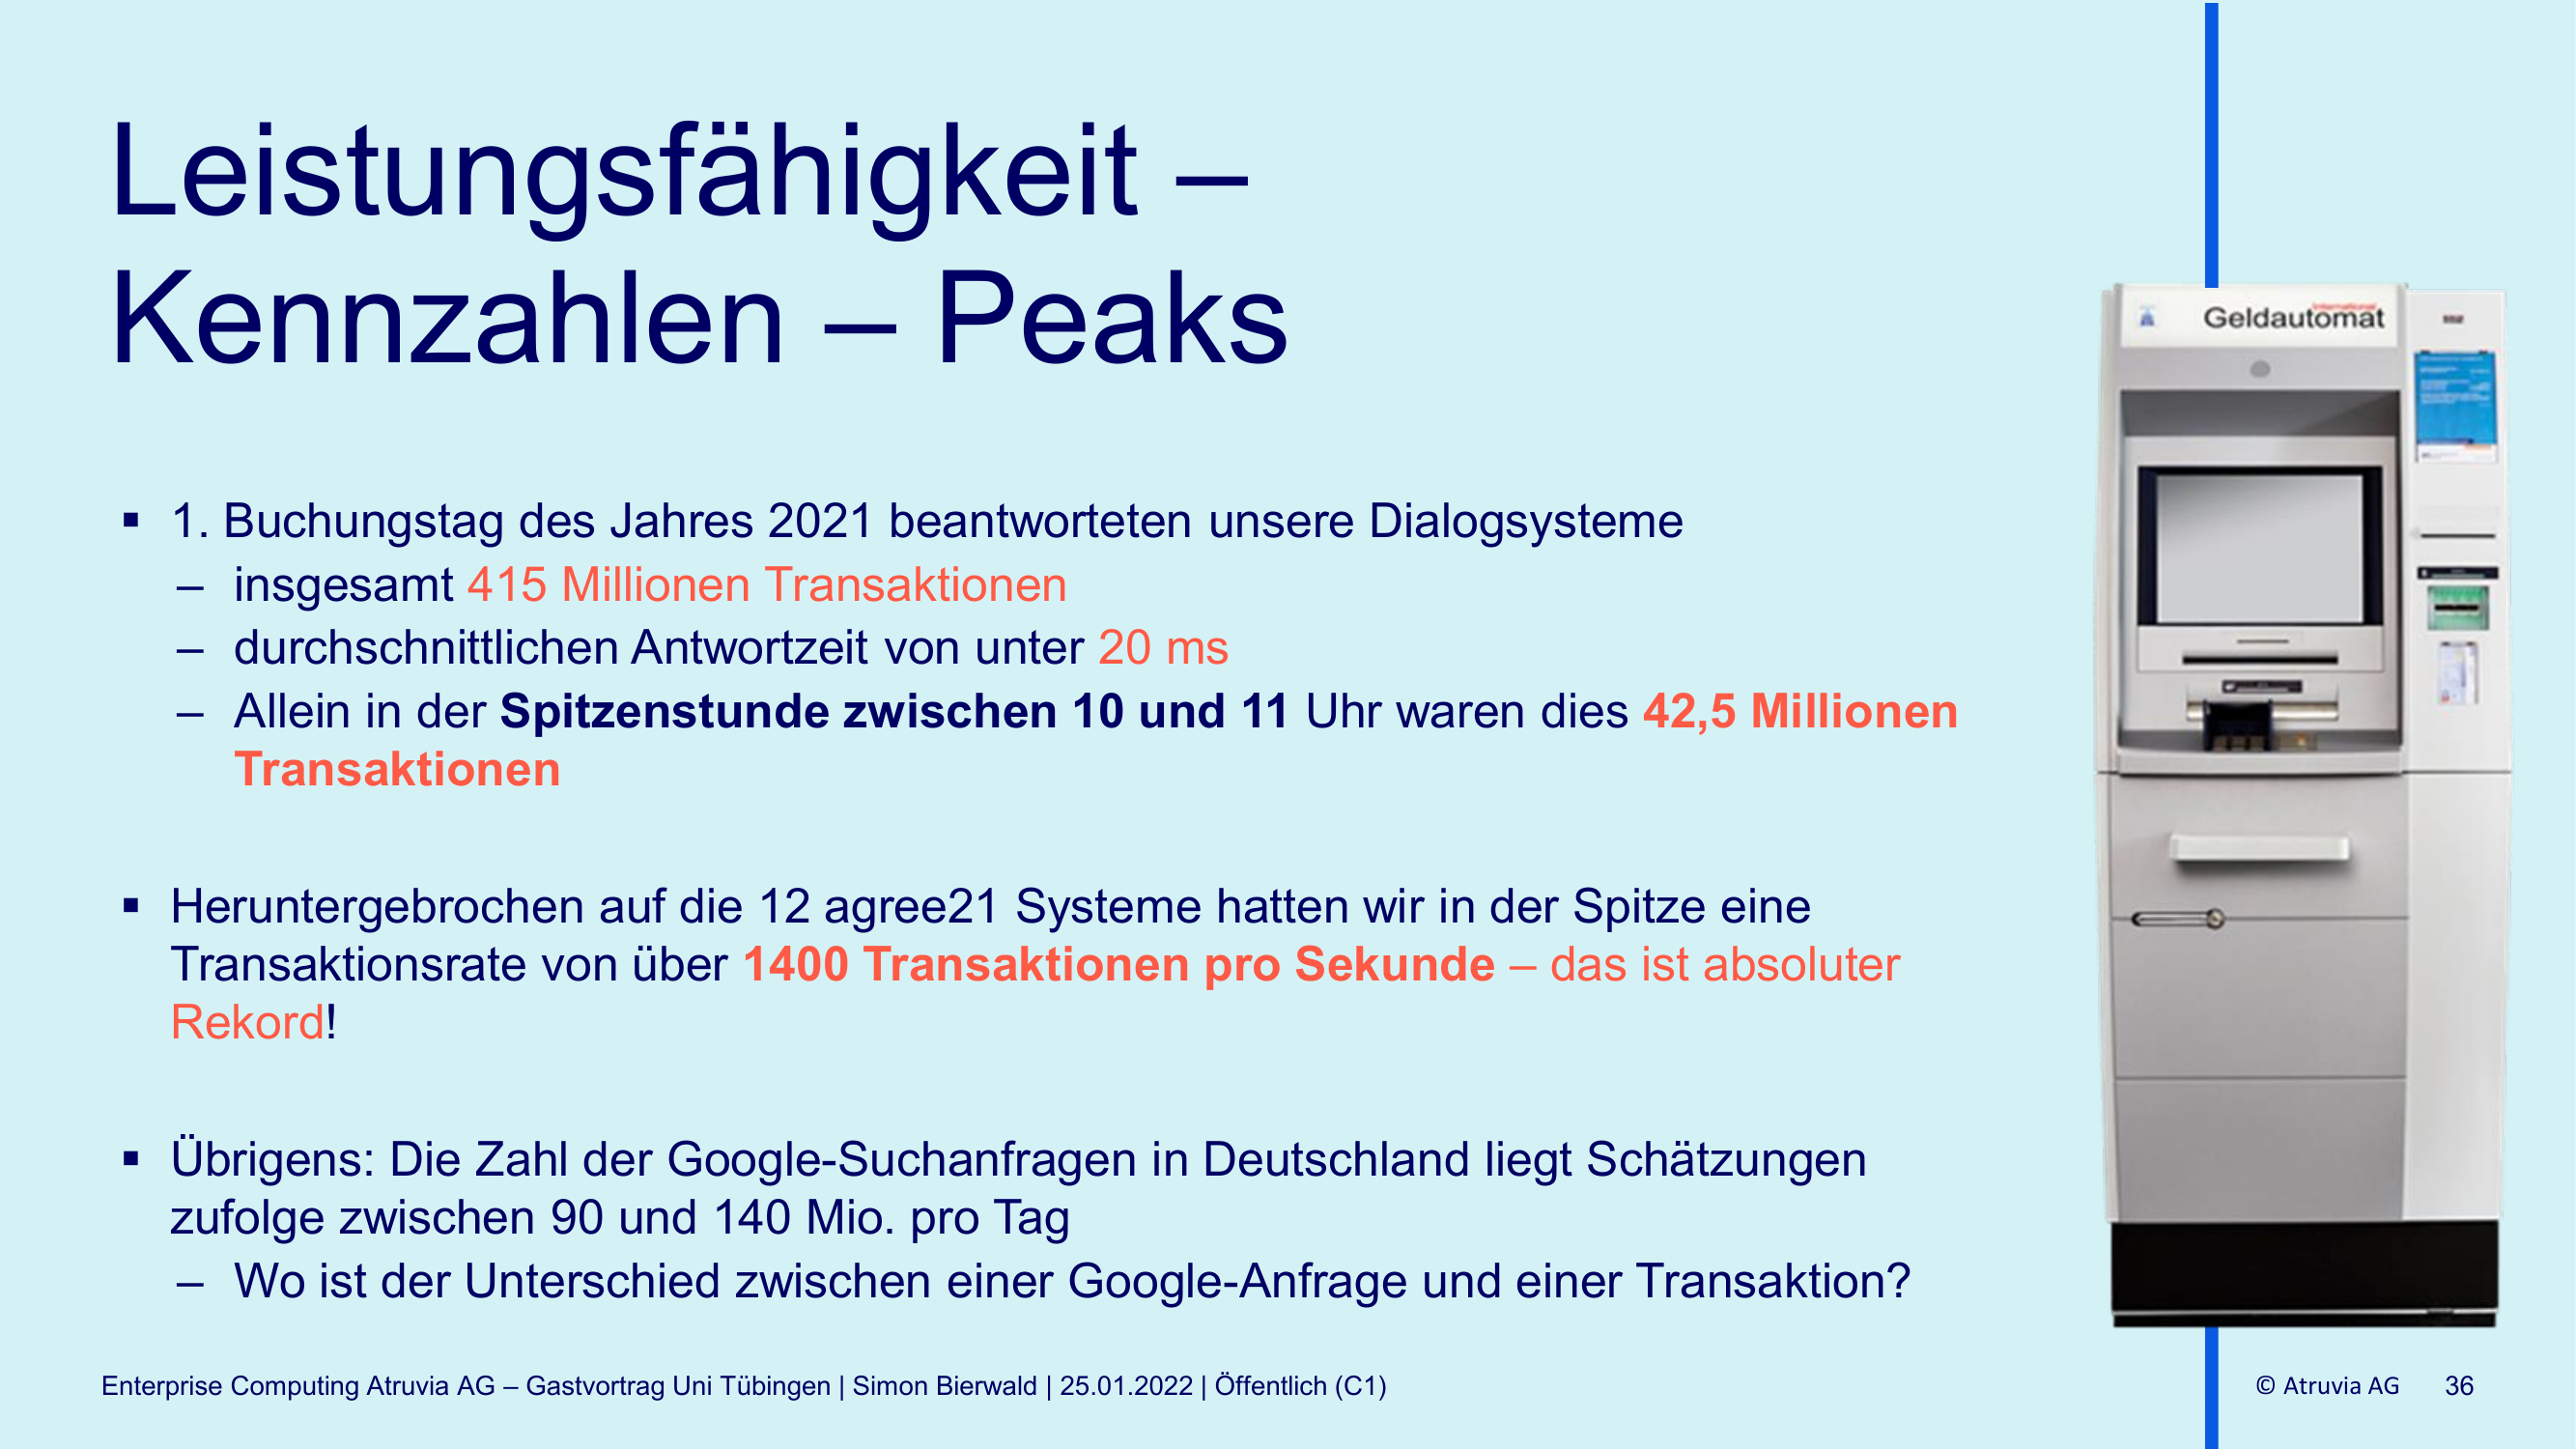 Leistungsfähigkeit –
Kennzahlen – Peaks
International
Geldautomat
▪ 1. Buchungstag des Jahres 2021 beantworteten unsere Dialogsysteme
– insgesamt 415 Millionen Transaktionen
– durchschnittlichen Antwortzeit von unter 20 ms
– Allein in der Spitzenstunde zwischen 10 und 11 Uhr waren dies 42,5 Millionen
Transaktionen
▪ Heruntergebrochen auf die 12 agree21 Systeme hatten wir in der Spitze eine
Transaktionsrate von über 1400 Transaktionen pro Sekunde – das ist absoluter
Rekord!
▪ Übrigens: Die Zahl der Google-Suchanfragen in Deutschland liegt Schätzungen
zufolge zwischen 90 und 140 Mio. pro Tag
– Wo ist der Unterschied zwischen einer Google-Anfrage und einer Transaktion?
Enterprise Computing Atruvia AG – Gastvortrag Uni Tübingen | Simon Bierwald | 25.01.2022 | Öffentlich (C1)
© Atruvia AG 36